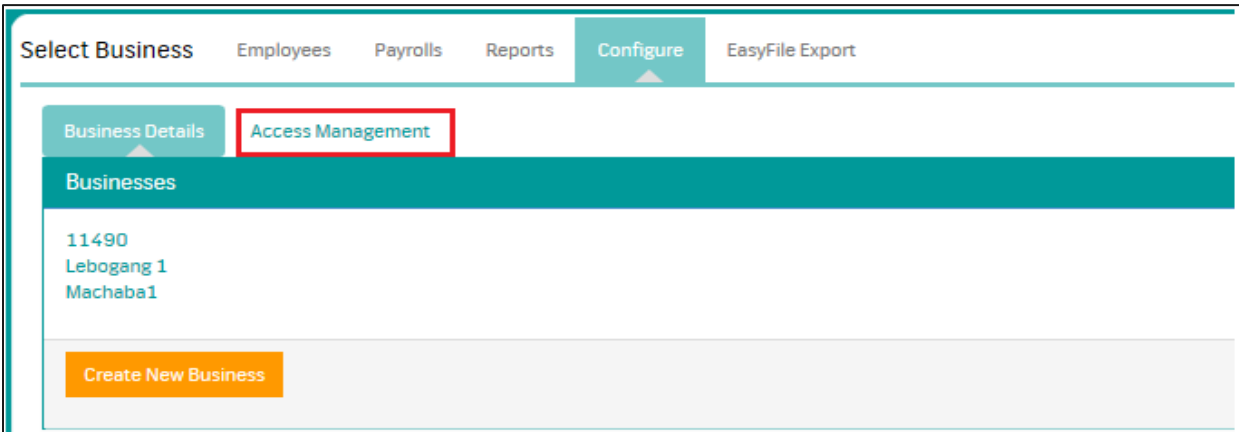 Select Business Employees Payrolls Reports Configure EasyFile Export
Business Details Access Management
Businesses
11490
Lebogang 1
Machaba1
Create New Business